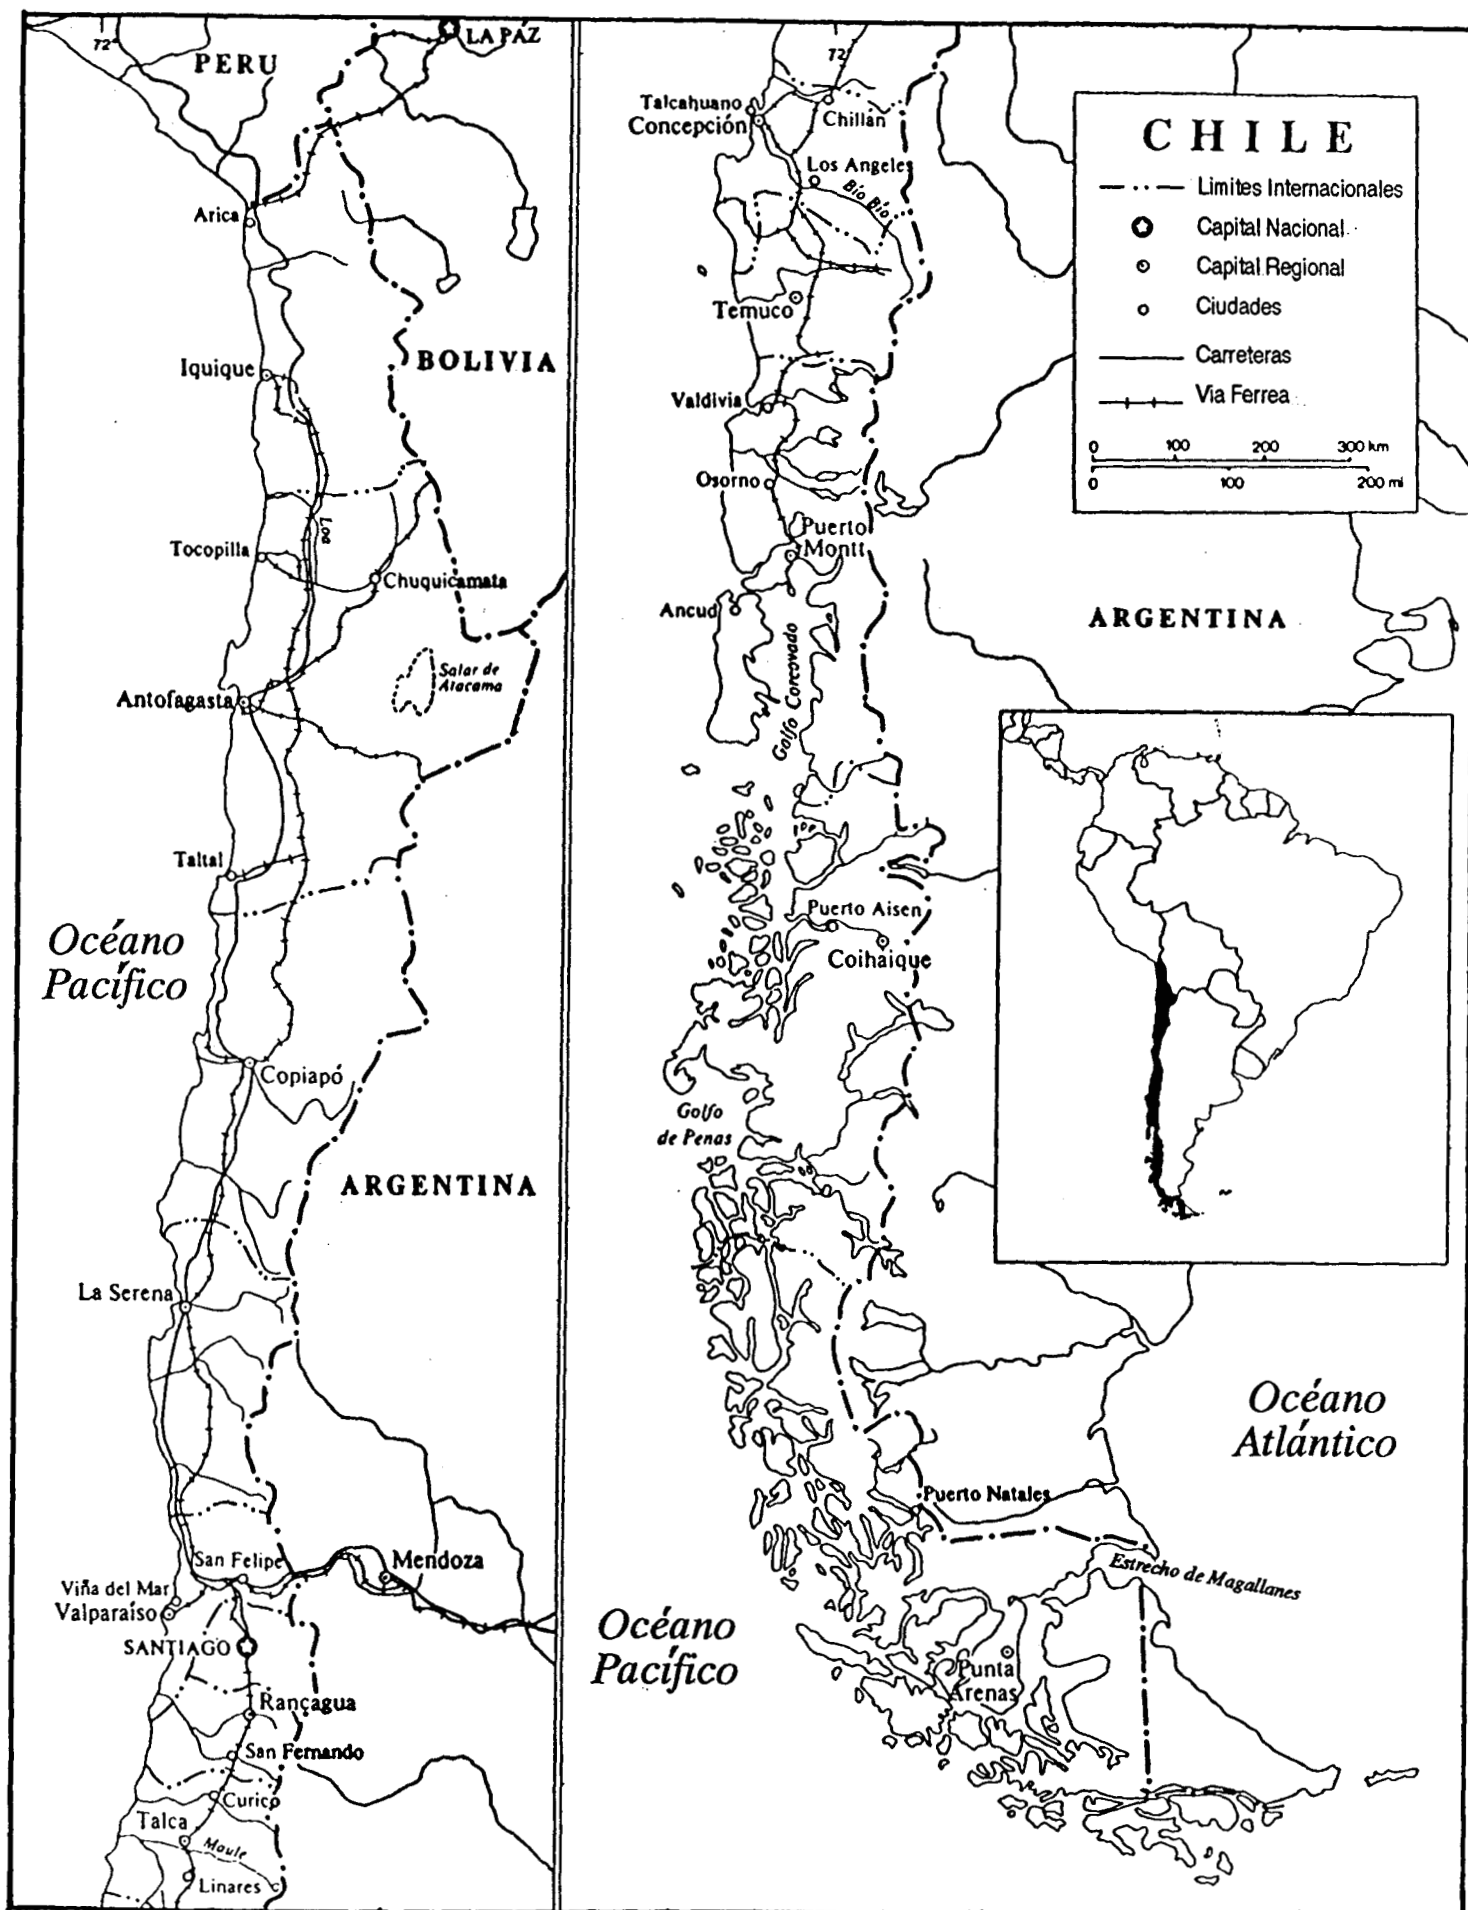 72°
LA PÁZ
PERU
Arica
Iquique
BOLIVIA
Loa
Tocopilla
Chuquicamata
Salar de
Atacama
Antofagasta
Taltal
Océano
Pacífico
Copiapó
ARGENTINA
La Serena
San Felipe
Mendoza
Viña del Mar
Valparaíso
SANTIAGO
Rancagua
San Fernando
Curicó
Talca
Maule
Linares
72°
Talcahuano
Concepción
Chillán
Los Angeles
Bío Bío
Temuco
Valdivia
Osorno
Puerto
Montt
Ancud
Golfo Corcovado
ARGENTINA
Puerto Aisen
Coihaique
Golfo
de Penas
Océano
Atlántico
Puerto Natales
Estrecho de Magallanes
Océano
Pacífico
Punta
Arenas
CHILE
Limites Internacionales
Capital Nacional
Capital Regional
Ciudades
Carreteras
Via Ferrea
0 100 200 300 km
0 100 200 mi